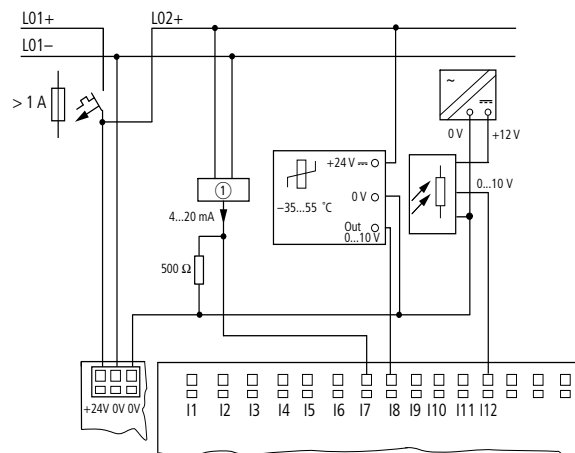 L01+
L02+
L01–
> 1 A
~
0 V
+12 V
+24 V
0 V
–35...55 °C
Out
0...10 V
0...10 V
1
4...20 mA
500 Ω
+24V 0V 0V
I1 I2 I3 I4 I5 I6 I7 I8 I9 I10 I11 I12